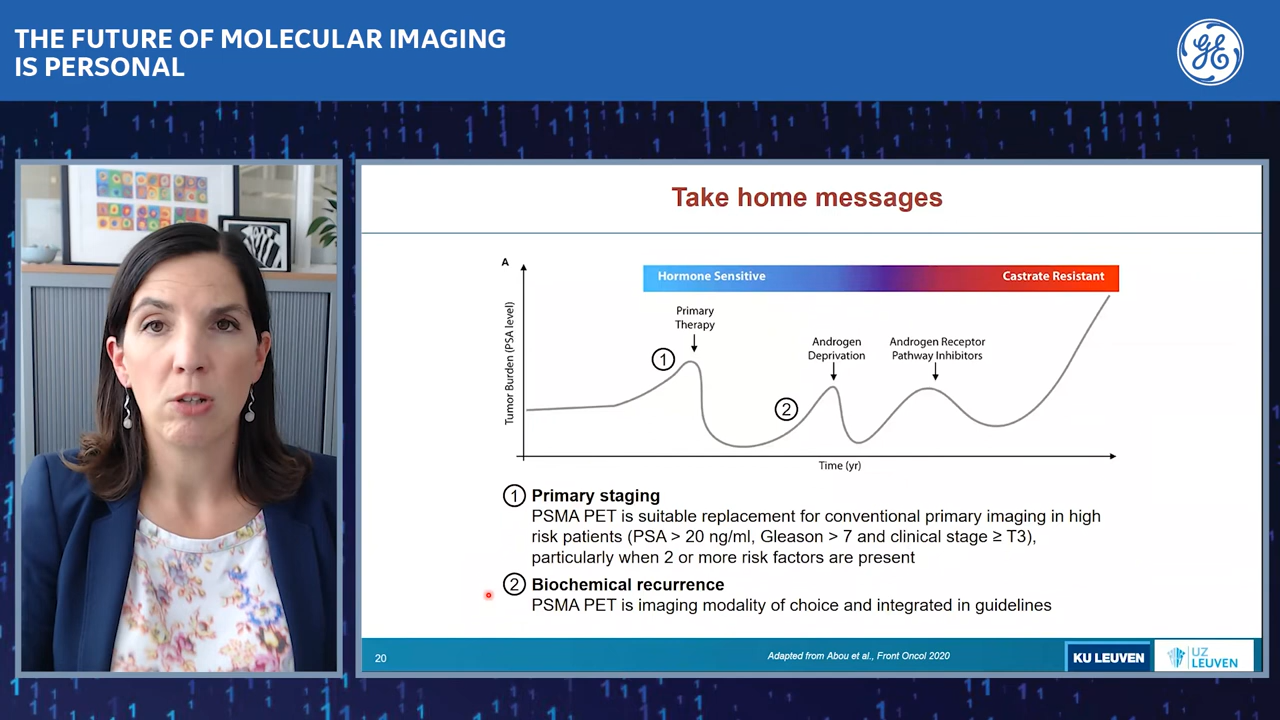 THE FUTURE OF MOLECULAR IMAGING
IS PERSONAL
GE
Take home messages
A
Hormone Sensitive
Castrate Resistant
Primary
Therapy
Androgen
Deprivation
Androgen Receptor
Pathway Inhibitors
1
2
Tumor Burden (PSA level)
Time (yr)
1 Primary staging
PSMA PET is suitable replacement for conventional primary imaging in high
risk patients (PSA > 20 ng/ml, Gleason > 7 and clinical stage ≥ T3),
particularly when 2 or more risk factors are present
2 Biochemical recurrence
PSMA PET is imaging modality of choice and integrated in guidelines
20
Adapted from Abou et al., Front Oncol 2020
KU LEUVEN
UZ
LEUVEN